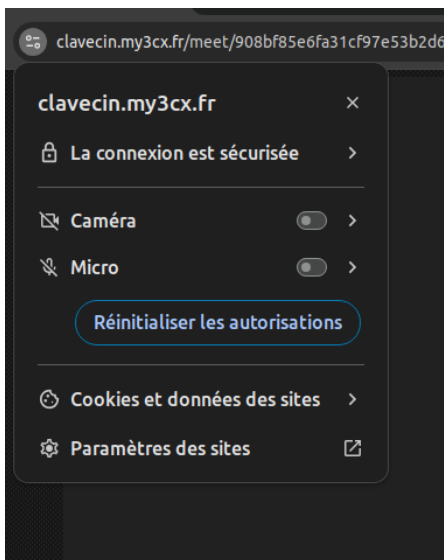 clavecin.my3cx.fr/meet/908bf85e6fa31cf97e53b2d6
clavecin.my3cx.fr
La connexion est sécurisée
Caméra
Micro
Réinitialiser les autorisations
Cookies et données des sites
Paramètres des sites